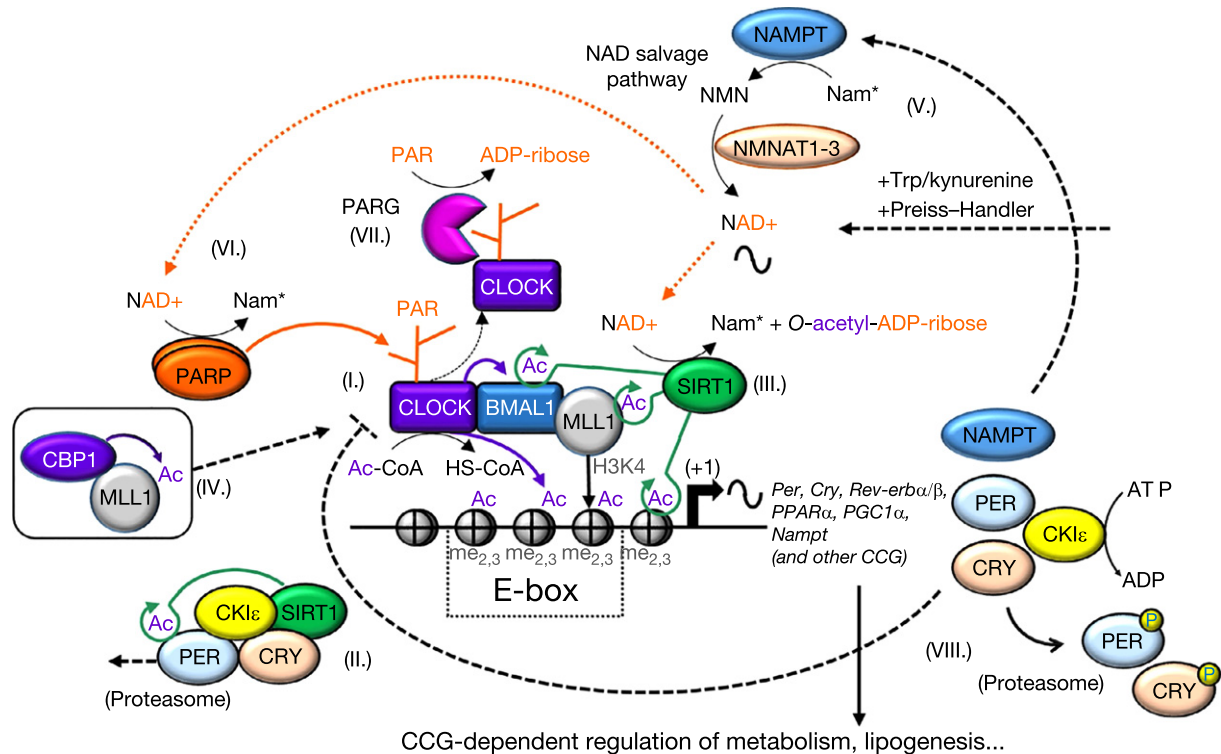 NAMPT
NAD salvage
pathway
NMN
Nam*
(V.)
NMNAT1-3
PAR
ADP-ribose
+Trp/kynurenine
+Preiss–Handler
PARG
(VII.)
NAD+
(VI.)
CLOCK
NAD+
Nam*
PAR
NAD+
Nam* + O-acetyl-ADP-ribose
PARP
(I.)
Ac
SIRT1
(III.)
CLOCK
BMAL1
MLL1
Ac
NAMPT
CBP1
Ac
MLL1
(IV.)
Ac-CoA
HS-CoA
H3K4
(+1)
Ac
Ac
Ac
Ac
Per, Cry, Rev-erbα/β,
PPARα, PGC1α,
Nampt
(and other CCG)
PER
ATP
CKIε
CRY
ADP
me2,3
me2,3
me2,3
me2,3
E-box
CKIε
SIRT1
Ac
PER
CRY
(II.)
(Proteasome)
(VIII.)
P
PER
(Proteasome)
P
CRY
CCG-dependent regulation of metabolism, lipogenesis...